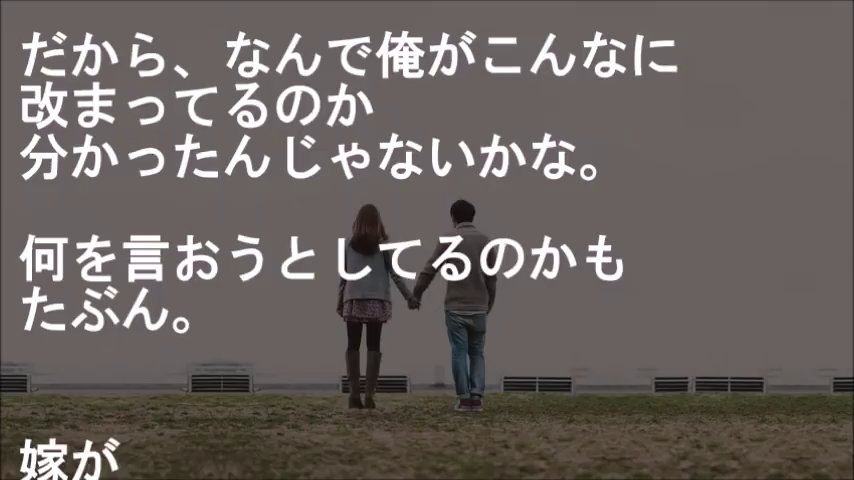 だから、なんで俺がこんなに
改まってるのか
分かったんじゃないかな。
何を言おうとしてるのかも
たぶん。
嫁が